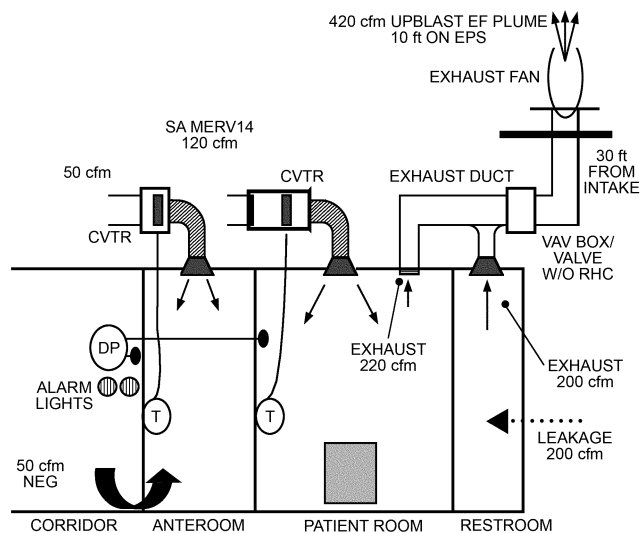 420 cfm UPBLAST EF PLUME
10 ft ON EPS
EXHAUST FAN
SA MERV14
120 cfm
50 cfm
CVTR
EXHAUST DUCT
30 ft
FROM
INTAKE
CVTR
VAV BOX/
VALVE
W/O RHC
DP
EXHAUST
220 cfm
EXHAUST
200 cfm
ALARM
LIGHTS
T
T
LEAKAGE
200 cfm
50 cfm
NEG
CORRIDOR
ANTEROOM
PATIENT ROOM
RESTROOM